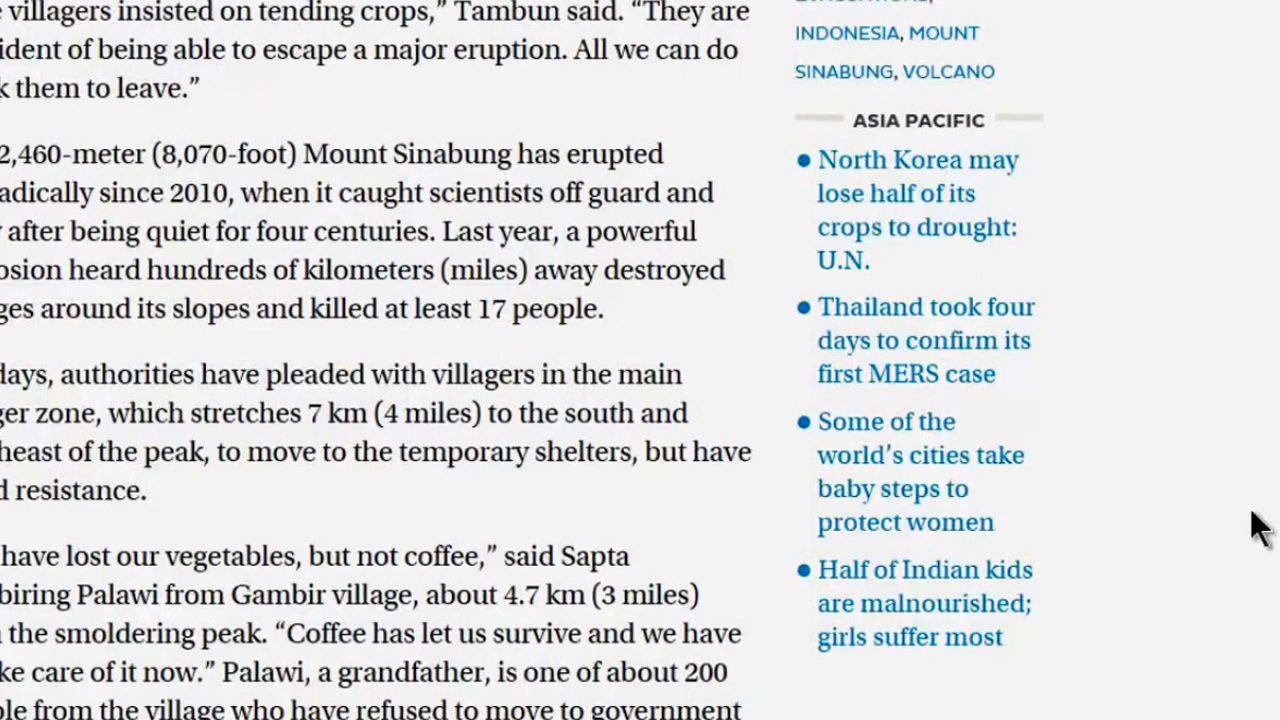 villagers insisted on tending crops,” Tambun said. “They are
ident of being able to escape a major eruption. All we can do
k them to leave.”
2,460-meter (8,070-foot) Mount Sinabung has erupted
adically since 2010, when it caught scientists off guard and
after being quiet for four centuries. Last year, a powerful
osion heard hundreds of kilometers (miles) away destroyed
ges around its slopes and killed at least 17 people.
days, authorities have pleaded with villagers in the main
ger zone, which stretches 7 km (4 miles) to the south and
heast of the peak, to move to the temporary shelters, but have
d resistance.
have lost our vegetables, but not coffee,” said Sapta
biring Palawi from Gambir village, about 4.7 km (3 miles)
the smoldering peak. “Coffee has let us survive and we have
ke care of it now.” Palawi, a grandfather, is one of about 200
ple from the village who have refused to move to government
INDONESIA, MOUNT
SINABUNG, VOLCANO
ASIA PACIFIC
North Korea may
lose half of its
crops to drought:
U.N.
Thailand took four
days to confirm its
first MERS case
Some of the
world’s cities take
baby steps to
protect women
Half of Indian kids
are malnourished;
girls suffer most